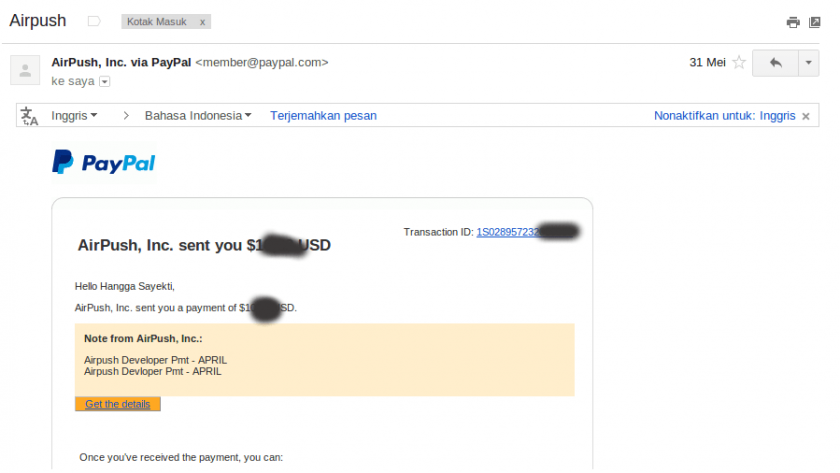 Airpush
Kotak Masuk x
AirPush, Inc. via PayPal <member@paypal.com>
31 Mei
ke saya
Inggris > Bahasa Indonesia Terjemahkan pesan Nonaktifkan untuk: Inggris ×
PayPal
Transaction ID: 1S028957232
AirPush, Inc. sent you $1 USD
Hello Hangga Sayekti,
AirPush, Inc. sent you a payment of $1 SD.
Note from AirPush, Inc.:
Airpush Developer Pmt - APRIL
Airpush Devloper Pmt - APRIL
Get the details
Once you've received the payment, you can: